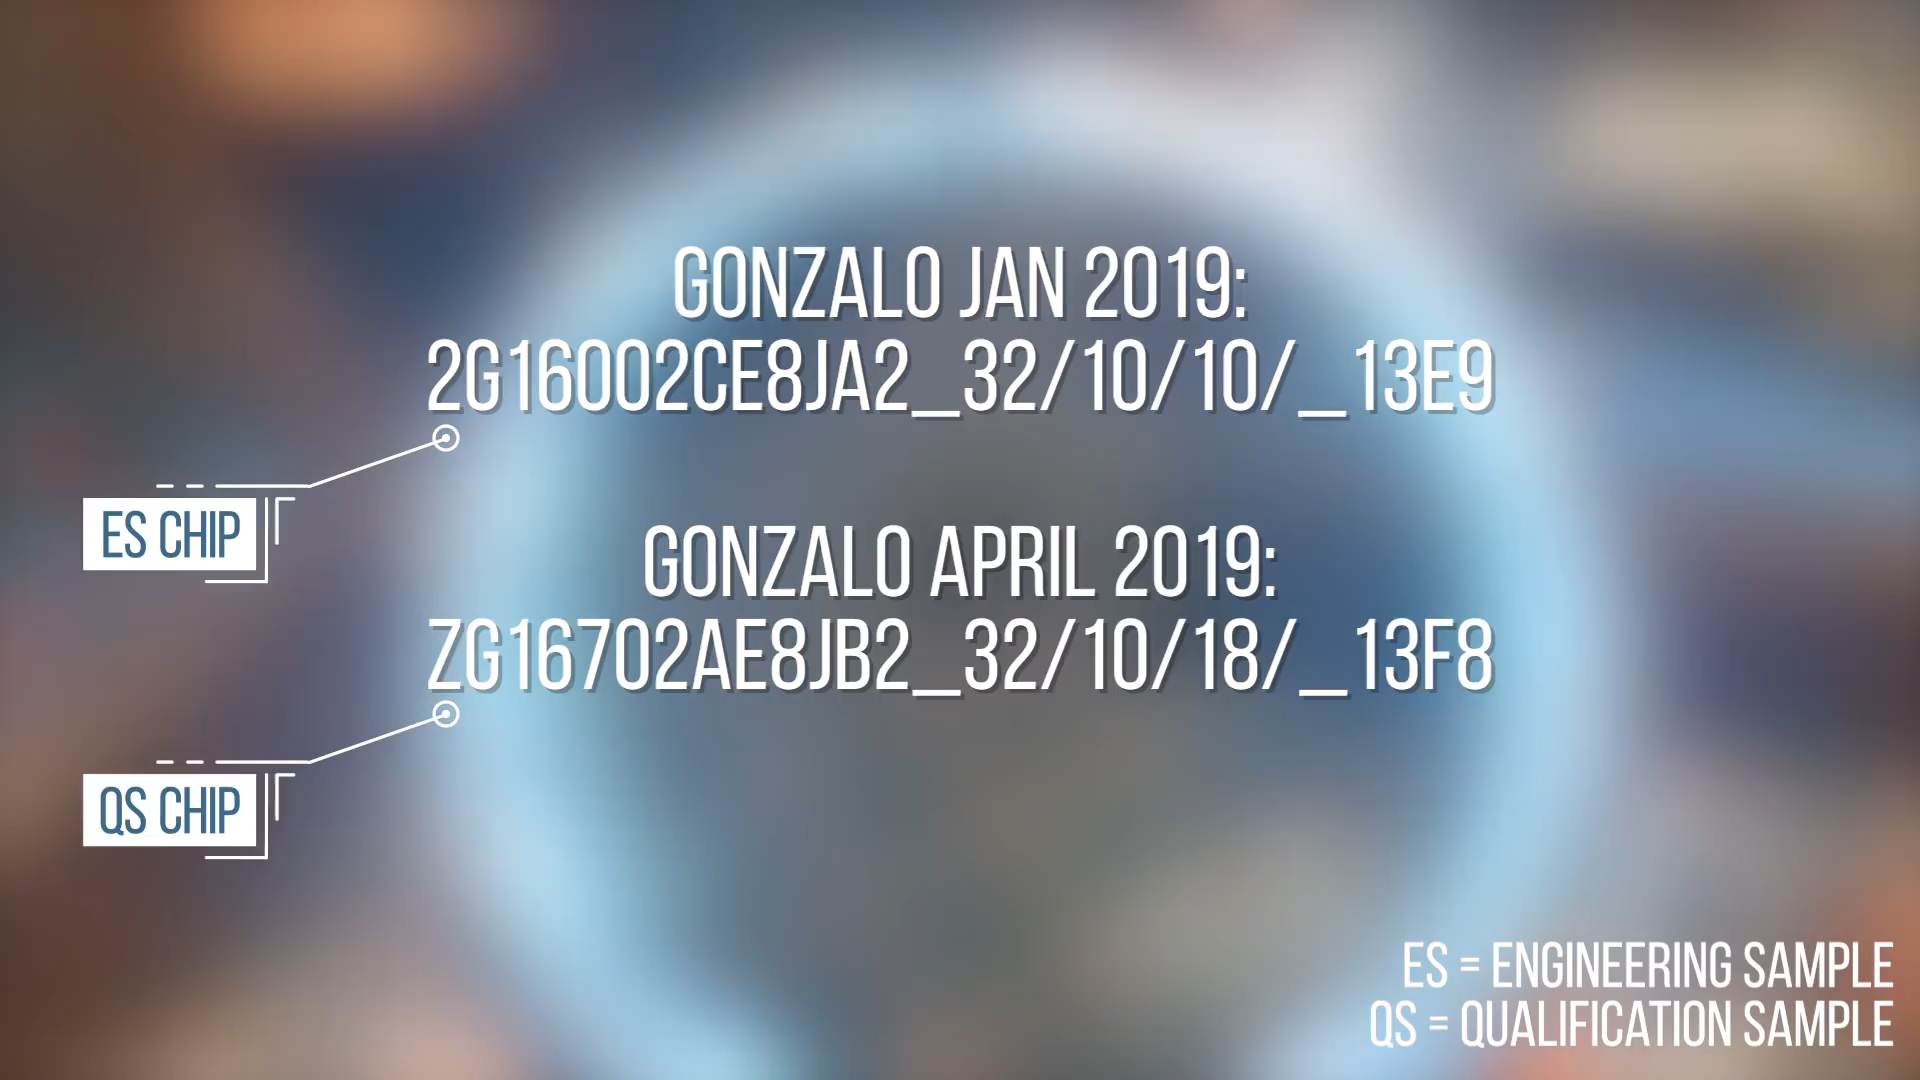 GONZALO JAN 2019:
2G16002CE8JA2_32/10/10/_13E9
ES CHIP
GONZALO APRIL 2019:
ZG16702AE8JB2_32/10/18/_13F8
QS CHIP
ES = ENGINEERING SAMPLE
QS = QUALIFICATION SAMPLE